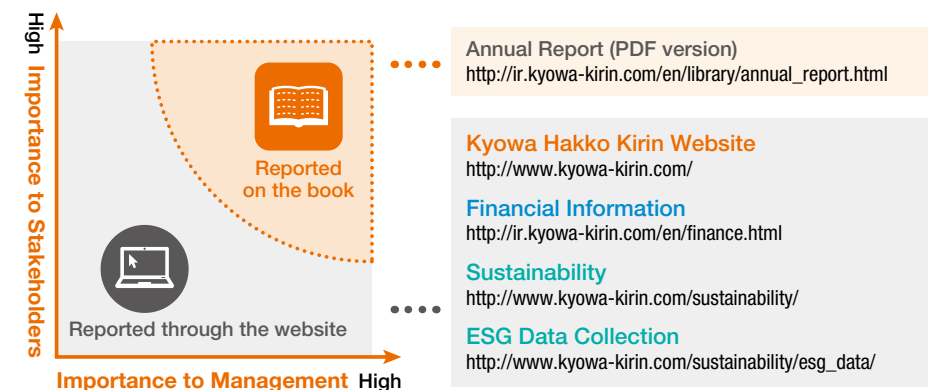 High
Importance to Stakeholders
Reported
on the book
Reported through the website
Importance to Management High
Annual Report (PDF version)
http://ir.kyowa-kirin.com/en/library/annual_report.html
Kyowa Hakko Kirin Website
http://www.kyowa-kirin.com/
Financial Information
http://ir.kyowa-kirin.com/en/finance.html
Sustainability
http://www.kyowa-kirin.com/sustainability/
ESG Data Collection
http://www.kyowa-kirin.com/sustainability/esg_data/